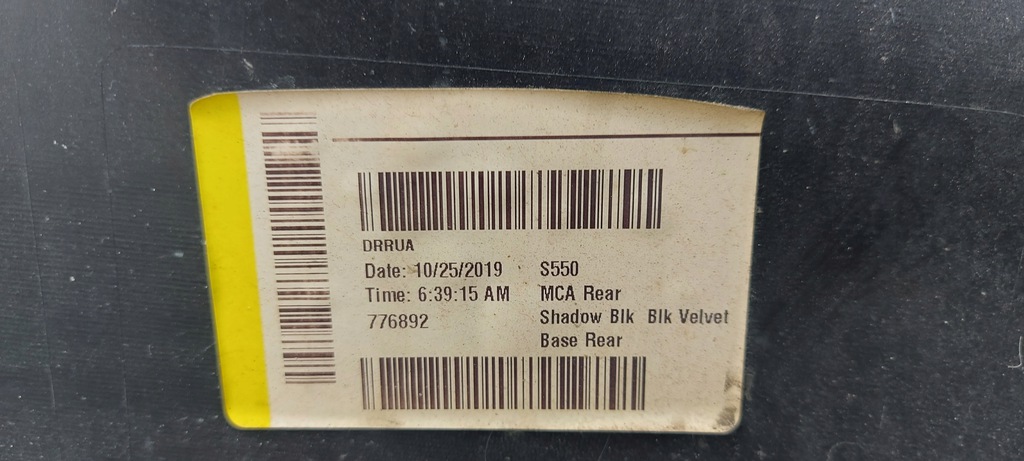 DRRUA
Date: 10/25/2019 S550
Time: 6:39:15 AM MCA Rear
776892 Shadow Blk Blk Velvet
Base Rear